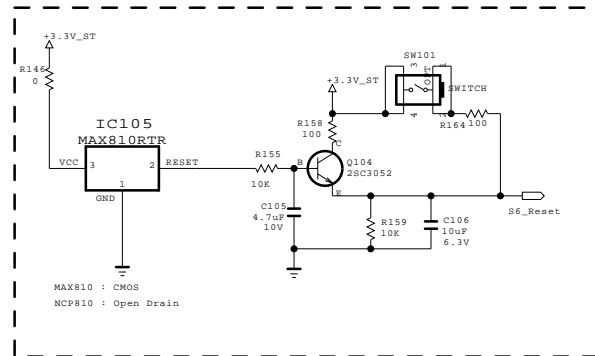 +3.3V_ST
R146
0
IC105
MAX810RTR
VCC
3
2
RESET
1
GND
MAX810 : CMOS
NCP810 : Open Drain
R155
10K
C105
4.7uF
10V
+3.3V_ST
R158
100
C
B
E
Q104
2SC3052
R159
10K
C106
10uF
6.3V
SW101
3
1
4
2
OPT
SWITCH
R164
100
S6_Reset